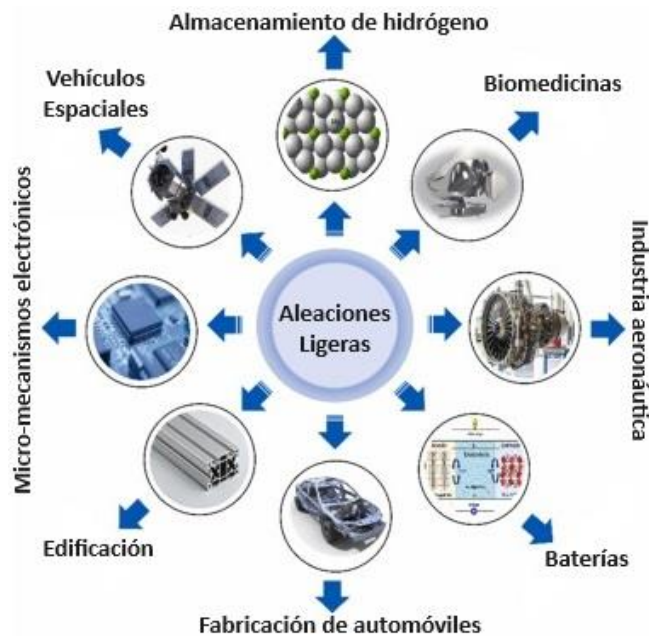 Almacenamiento de hidrógeno
Vehículos
Espaciales
Biomedicinas
Micro-mecanismos electrónicos
Aleaciones
Ligeras
Industria aeronáutica
Edificación
Baterías
Fabricación de automóviles